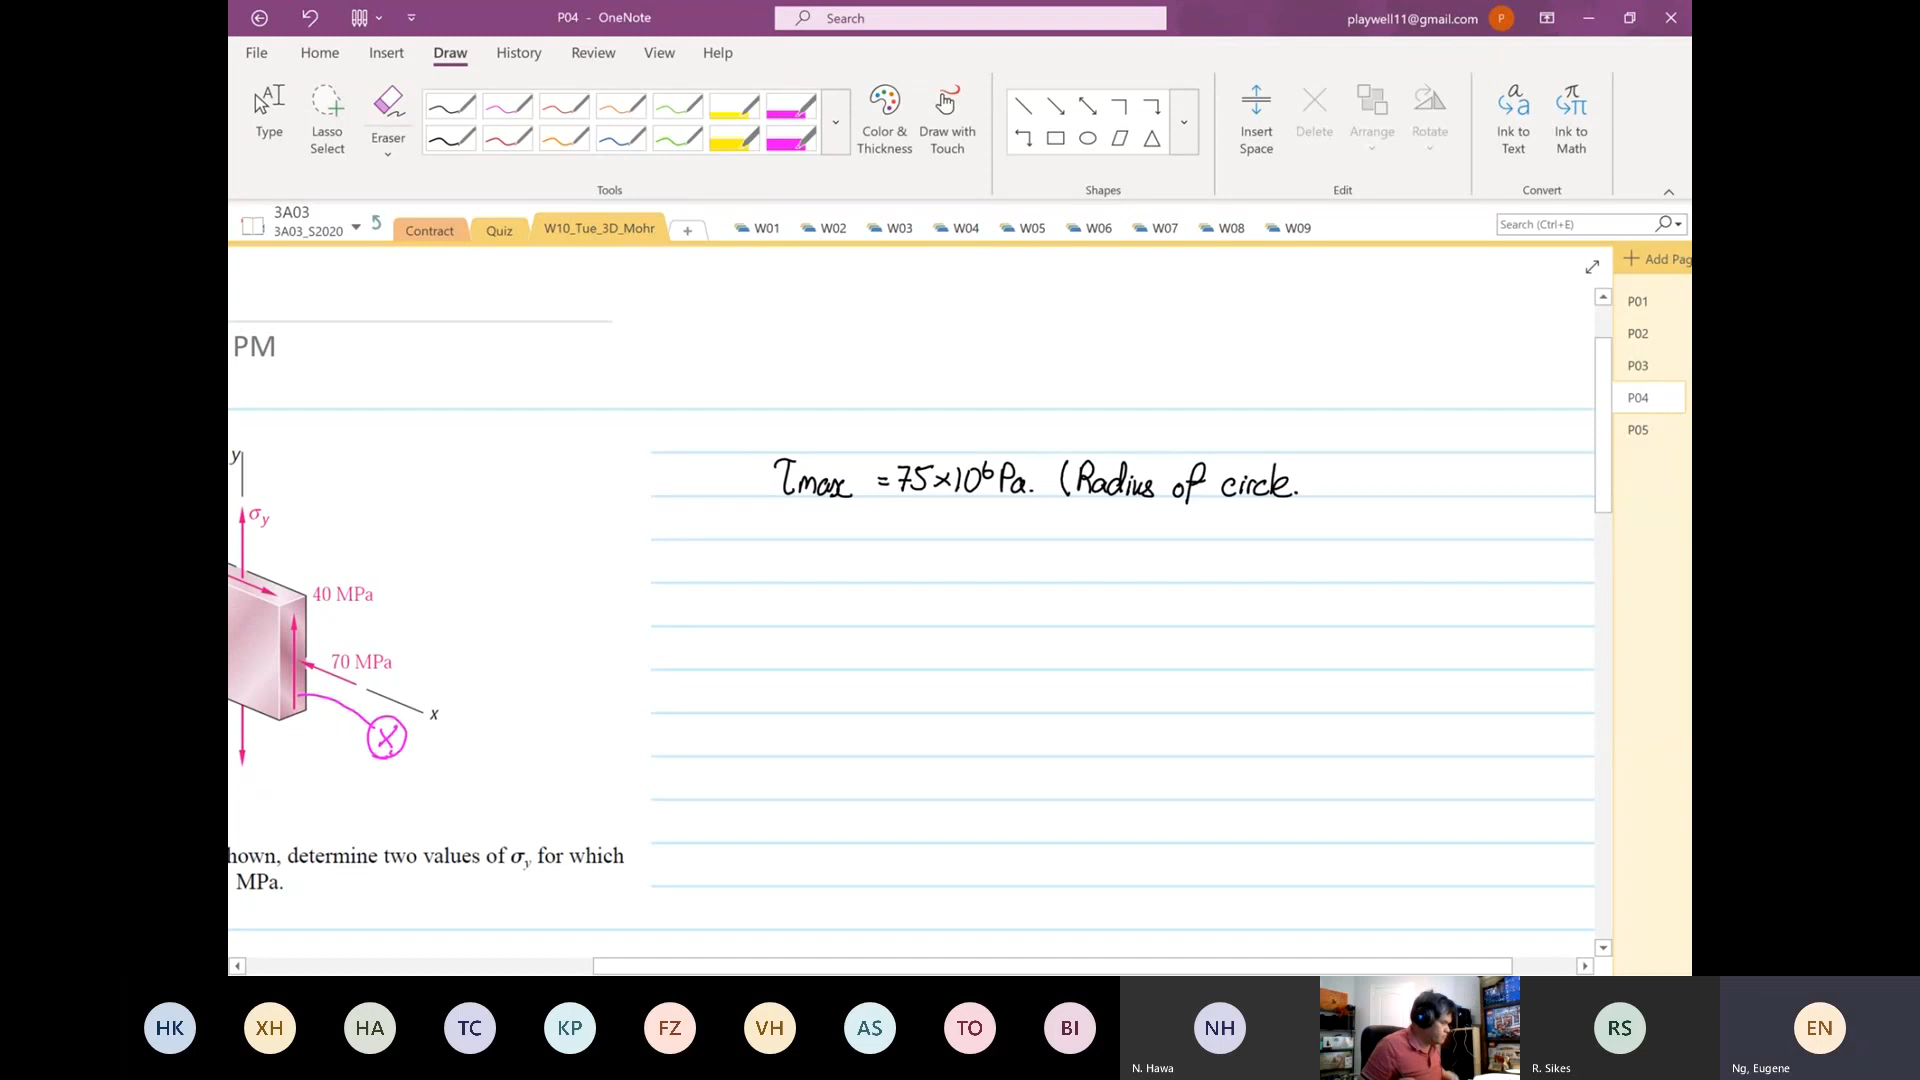 P04 - OneNote
Search
playwell11@gmail.com
P
File Home Insert Draw History Review View Help
Type
Lasso Select
Eraser
Color & Thickness
Draw with Touch
Insert Space
Delete
Arrange
Rotate
Ink to Text
Ink to Math
Tools
Shapes
Edit
Convert
3A03
3A03_S2020
Contract
Quiz
W10_Tue_3D_Mohr
W01 W02 W03 W04 W05 W06 W07 W08 W09
Search (Ctrl+E)
Add Pag
P01
P02
P03
P04
P05
PM
y
σy
40 MPa
70 MPa
x
X
τmax = 75×10⁶ Pa. (Radius of circle.
hown, determine two values of σy for which
MPa.
HK XH HA TC KP FZ VH AS TO BI NH RS EN
N. Hawa
R. Sikes
Ng, Eugene